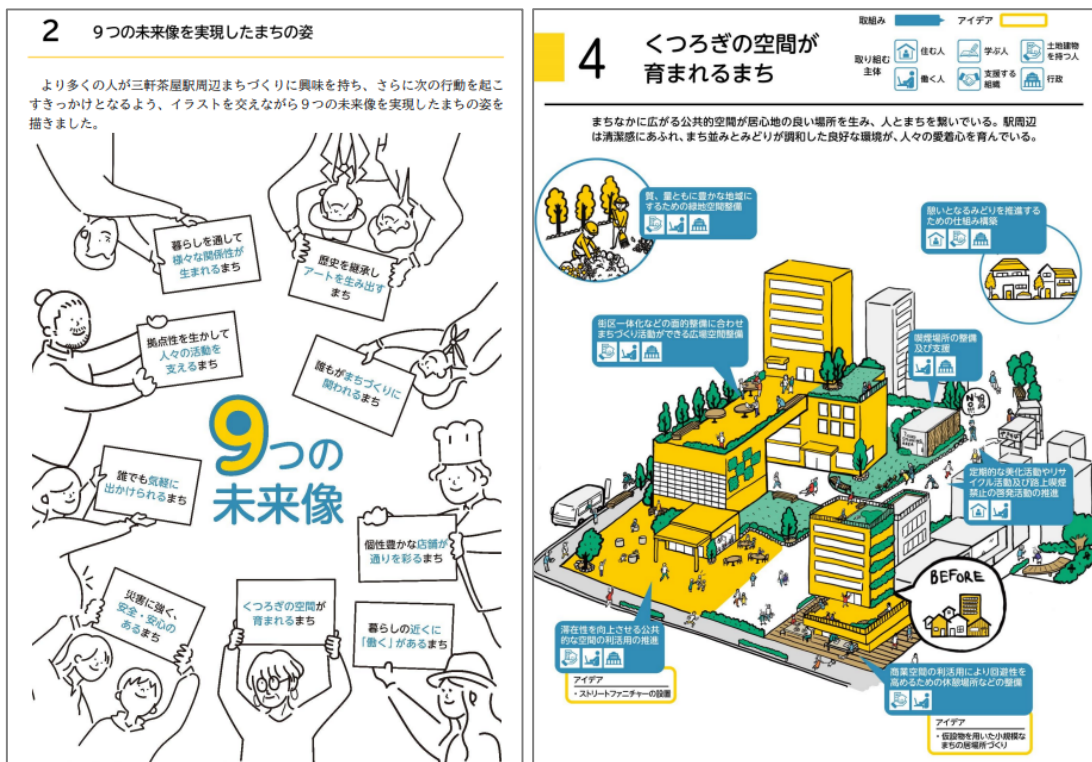 2 9つの未来像を実現したまちの姿
より多くの人が三軒茶屋駅周辺まちづくりに興味を持ち、さらに次の行動を起こ
すきっかけとなるよう、イラストを交えながら9つの未来像を実現したまちの姿を
描きました。
暮らしを通して
様々な関係性が
生まれるまち
歴史を継承し
アートを生み出す
まち
拠点性を生かして
人々の活動を
支えるまち
誰もがまちづくりに
関われるまち
9つの
未来像
誰でも気軽に
出かけられるまち
個性豊かな店舗が
通りを彩るまち
災害に強く、
安全・安心の
あるまち
くつろぎの空間が
育まれるまち
暮らしの近くに
「働く」があるまち
4 くつろぎの空間が
育まれるまち
取組み
アイデア
取り組む
主体
住む人
学ぶ人
土地建物
を持つ人
働く人
支援する
組織
行政
まちなかに広がる公共的空間が居心地の良い場所を生み、人とまちを繋いでいる。駅周辺
は清潔感にあふれ、まち並みとみどりが調和した良好な環境が、人々の愛着心を育んでいる。
質、量ともに豊かな地域に
するための緑地空間整備
憩いとなるみどりを推進する
ための仕組み構築
街区一体化などの面的整備に合わせ
まちづくり活動ができる広場空間整備
喫煙場所の整備
及び支援
NO!
定期的な美化活動やリサ
イクル活動及び路上喫煙
禁止の啓発活動の推進
BEFORE
滞在性を向上させる公共
的な空間の利活用の推進
アイデア
・ストリートファニチャーの設置
商業空間の利活用により回遊性を
高めるための休憩場所などの整備
アイデア
・仮設物を用いた小規模な
まちの居場所づくり